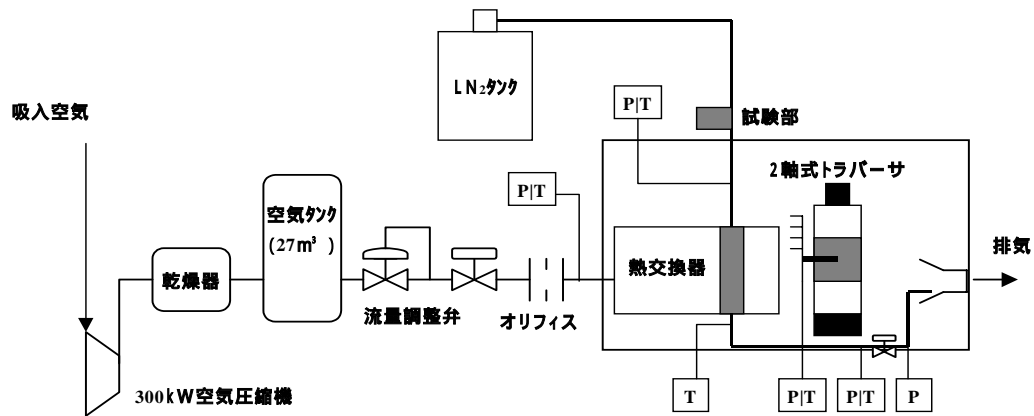 LN₂タンク
吸入空気
P|T
試験部
2軸式トラバーサ
空気タンク
(27m³ )
P|T
排気
乾燥器
熱交換器
流量調整弁
オリフィス
300kW空気圧縮機
T
P|T
P|T
P